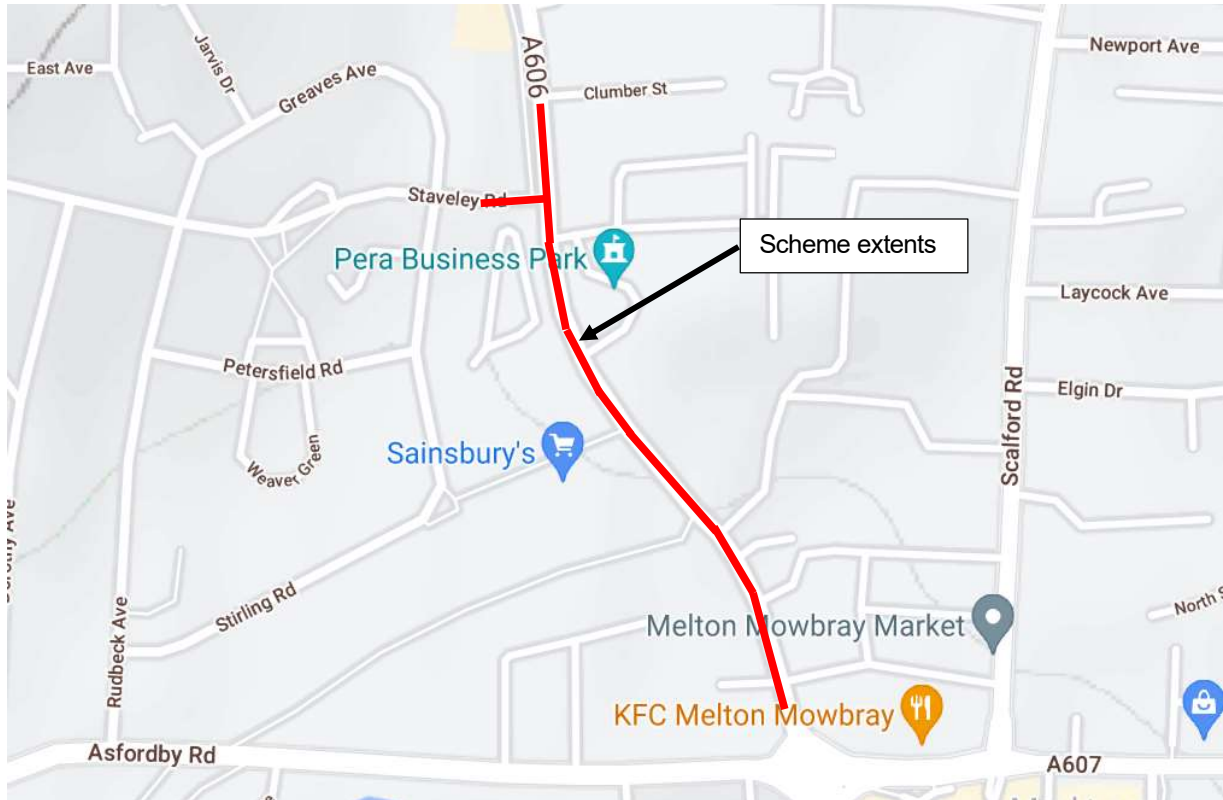 A606
Newport Ave
East Ave
Jarvis Dr
Greaves Ave
Clumber St
Staveley Rd
Scheme extents
Pera Business Park
Laycock Ave
Petersfield Rd
Elgin Dr
Scalford Rd
Sainsbury's
Weaver Green
Stirling Rd
Rudbeck Ave
Melton Mowbray Market
North
KFC Melton Mowbray
Asfordby Rd
A607